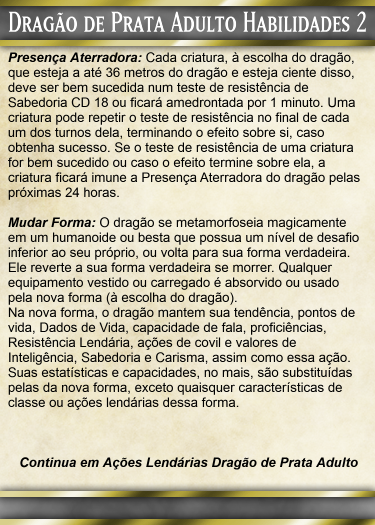 Dragão de Prata Adulto Habilidades 2
Presença Aterradora: Cada criatura, à escolha do dragão,
que esteja a até 36 metros do dragão e esteja ciente disso,
deve ser bem sucedida num teste de resistência de
Sabedoria CD 18 ou ficará amedrontada por 1 minuto. Uma
criatura pode repetir o teste de resistência no final de cada
um dos turnos dela, terminando o efeito sobre si, caso
obtenha sucesso. Se o teste de resistência de uma criatura
for bem sucedido ou caso o efeito termine sobre ela, a
criatura ficará imune a Presença Aterradora do dragão pelas
próximas 24 horas.
Mudar Forma: O dragão se metamorfoseia magicamente
em um humanoide ou besta que possua um nível de desafio
inferior ao seu próprio, ou volta para sua forma verdadeira.
Ele reverte a sua forma verdadeira se morrer. Qualquer
equipamento vestido ou carregado é absorvido ou usado
pela nova forma (à escolha do dragão).
Na nova forma, o dragão mantem sua tendência, pontos de
vida, Dados de Vida, capacidade de fala, proficiências,
Resistência Lendária, ações de covil e valores de
Inteligência, Sabedoria e Carisma, assim como essa ação.
Suas estatísticas e capacidades, no mais, são substituídas
pelas da nova forma, exceto quaisquer características de
classe ou ações lendárias dessa forma.
Continua em Ações Lendárias Dragão de Prata Adulto